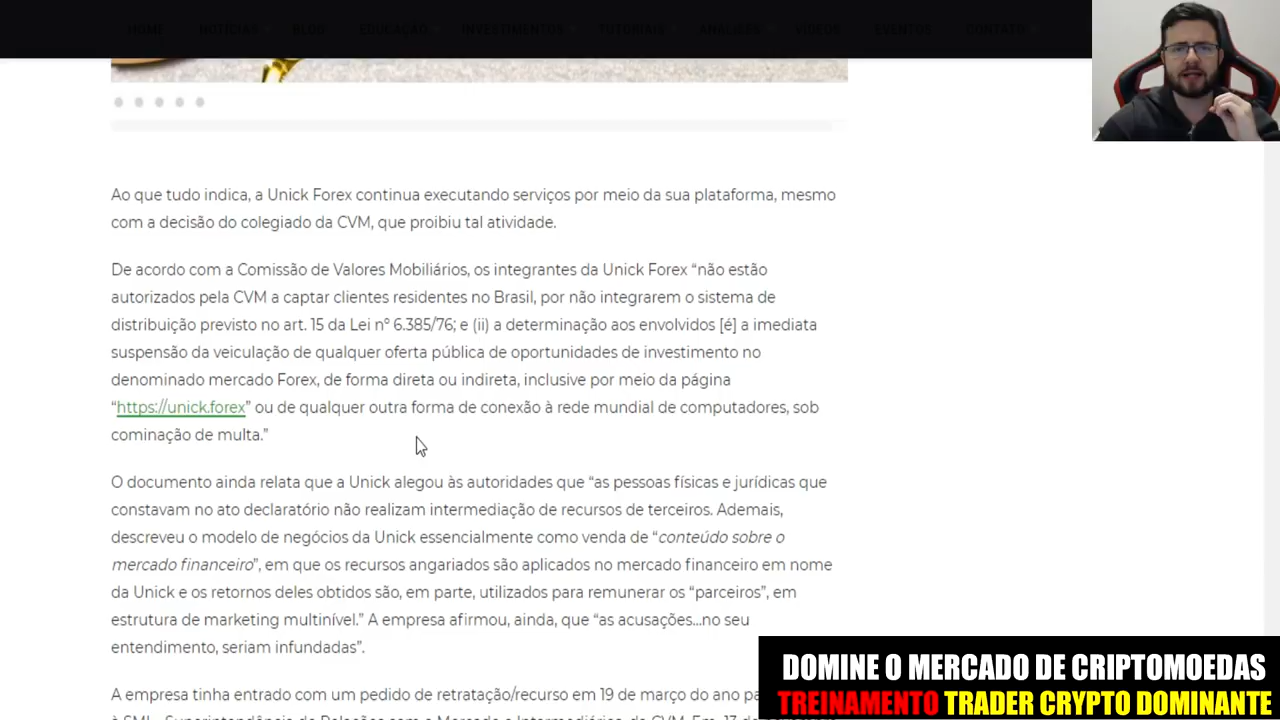 HOME NOTÍCIAS BLOG EDUCAÇÃO INVESTIMENTOS TUTORIAIS ANÁLISES VÍDEOS EVENTOS CONTATO
Ao que tudo indica, a Unick Forex continua executando serviços por meio da sua plataforma, mesmo
com a decisão do colegiado da CVM, que proibiu tal atividade.
De acordo com a Comissão de Valores Mobiliários, os integrantes da Unick Forex “não estão
autorizados pela CVM a captar clientes residentes no Brasil, por não integrarem o sistema de
distribuição previsto no art. 15 da Lei nº 6.385/76; e (ii) a determinação aos envolvidos [é] a imediata
suspensão da veiculação de qualquer oferta pública de oportunidades de investimento no
denominado mercado Forex, de forma direta ou indireta, inclusive por meio da página
“https://unick.forex” ou de qualquer outra forma de conexão à rede mundial de computadores, sob
cominação de multa.”
O documento ainda relata que a Unick alegou às autoridades que “as pessoas físicas e jurídicas que
constavam no ato declaratório não realizam intermediação de recursos de terceiros. Ademais,
descreveu o modelo de negócios da Unick essencialmente como venda de “conteúdo sobre o
mercado financeiro”, em que os recursos angariados são aplicados no mercado financeiro em nome
da Unick e os retornos deles obtidos são, em parte, utilizados para remunerar os “parceiros”, em
estrutura de marketing multinível.” A empresa afirmou, ainda, que “as acusações...no seu
entendimento, seriam infundadas”.
A empresa tinha entrado com um pedido de retratação/recurso em 19 de março do ano
DOMINE O MERCADO DE CRIPTOMOEDAS
TREINAMENTO TRADER CRYPTO DOMINANTE